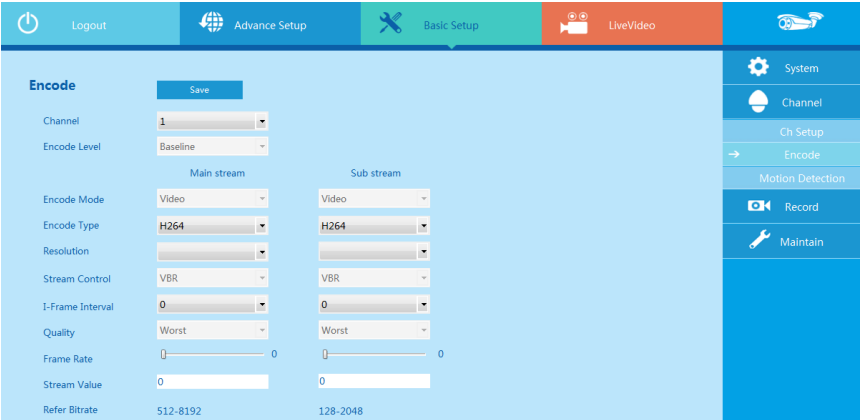 Logout Advance Setup Basic Setup LiveVideo
System
Encode Save
Channel
Channel 1
Ch Setup
Encode Level Baseline
Encode
Main stream Sub stream
Motion Detection
Encode Mode Video Video
Record
Encode Type H264 H264
Maintain
Resolution
Stream Control VBR VBR
I-Frame Interval 0 0
Quality Worst Worst
Frame Rate 0 0
Stream Value 0 0
Refer Bitrate 512-8192 128-2048